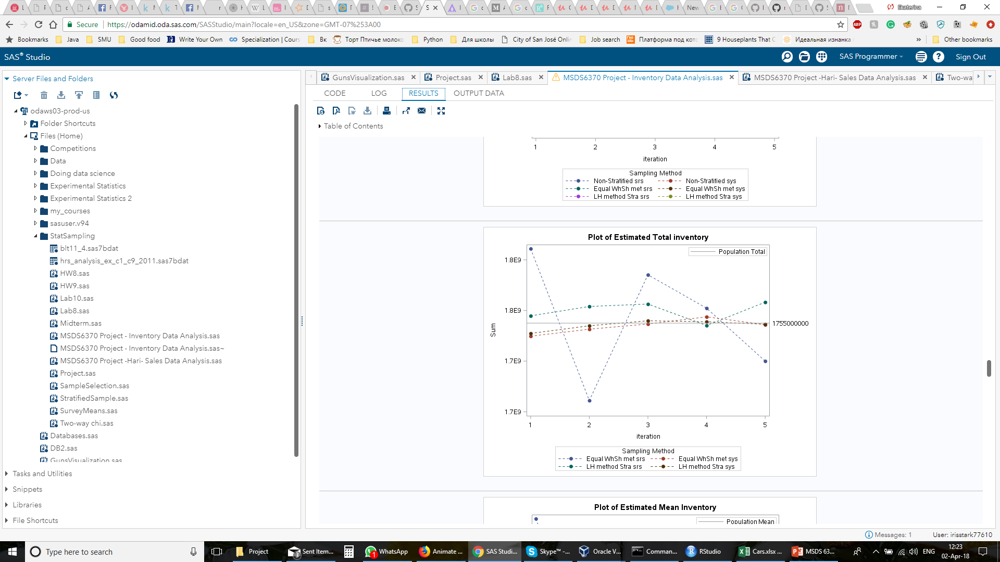 Ekaterina
Secure
https://odamid.oda.sas.com/SASStudio/main?locale=en_US&zone=GMT-07%253A00
Bookmarks Java SMU Good food Write Your Own Specialization | Cours Вк Торт Птичье молоко Python Для школы City of San José Onlin Job search Платформа под кото 9 Houseplants That C Идеальная изнанка » Other bookmarks
SAS® Studio
SAS Programmer
Sign Out
Server Files and Folders
odaws03-prod-us
Folder Shortcuts
Files (Home)
Competitions
Data
Doing data science
Experimental Statistics
Experimental Statistics 2
my_courses
sasuser.v94
StatSampling
blt11_4.sas7bdat
hrs_analysis_ex_c1_c9_2011.sas7bdat
HW8.sas
HW9.sas
Lab10.sas
Lab8.sas
Midterm.sas
MSDS6370 Project - Inventory Data Analysis.sas
MSDS6370 Project - Inventory Data Analysis.sas~
MSDS6370 Project -Hari- Sales Data Analysis.sas
Project.sas
SampleSelection.sas
StratifiedSample.sas
SurveyMeans.sas
Two-way chi.sas
Databases.sas
DB2.sas
GunsVisualization.sas
Tasks and Utilities
Snippets
Libraries
File Shortcuts
GunsVisualization.sas Project.sas Lab8.sas MSDS6370 Project - Inventory Data Analysis.sas MSDS6370 Project -Hari- Sales Data Analysis.sas Two-wa
CODE LOG RESULTS OUTPUT DATA
Table of Contents
1 2 3 4 5
iteration
Sampling Method
Non-Stratified srs Non-Stratified sys
Equal WhSh met srs Equal WhSh met sys
LH method Stra srs LH method Stra sys
Plot of Estimated Total inventory
Population Total
1.8E9
1.8E9
1755000000
Sum
1.7E9
1.7E9
1 2 3 4 5
iteration
Sampling Method
Equal WhSh met srs Equal WhSh met sys
LH method Stra srs LH method Stra sys
Plot of Estimated Mean Inventory
Population Mean
Messages: 1 User: irisstark77610
Type here to search
Project
3
Sent Item...
1
WhatsApp
Animate ...
SAS Studi...
Skype™ -...
Oracle V...
Comman...
RStudio
Cars.xlsx ...
MSDS 63...
ENG
12:23
02-Apr-18